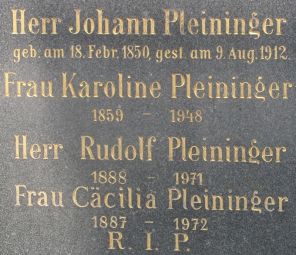 Herr Johann Pleininger
geb. am 18. Febr. 1850, gest. am 9. Aug. 1912.
Frau Karoline Pleininger
1859 - 1948
Herr Rudolf Pleininger
1888 - 1971
Frau Cäcilia Pleininger
1887 - 1972
R. I. P.